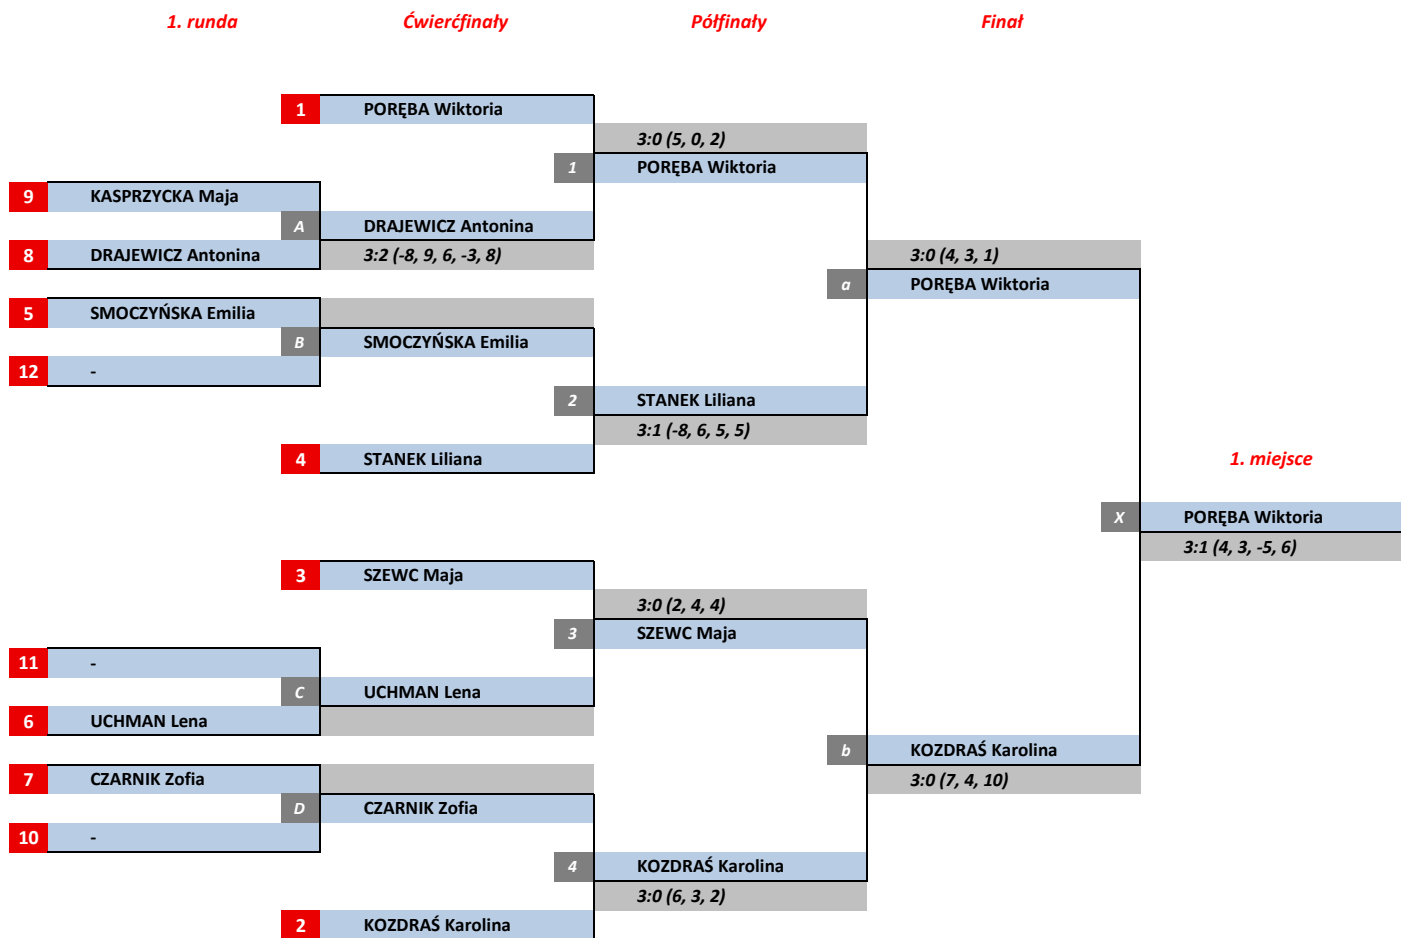 1. runda Ćwierćfinały Półfinały Finał
1 PORĘBA Wiktoria
3:0 (5, 0, 2)
1 PORĘBA Wiktoria
9 KASPRZYCKA Maja
A DRAJEWICZ Antonina
8 DRAJEWICZ Antonina 3:2 (-8, 9, 6, -3, 8) 3:0 (4, 3, 1)
a PORĘBA Wiktoria
5 SMOCZYŃSKA Emilia
B SMOCZYŃSKA Emilia
12 -
2 STANEK Liliana
3:1 (-8, 6, 5, 5)
4 STANEK Liliana 1. miejsce
X PORĘBA Wiktoria
3:1 (4, 3, -5, 6)
3 SZEWC Maja
3:0 (2, 4, 4)
3 SZEWC Maja
11 -
C UCHMAN Lena
6 UCHMAN Lena
b KOZDRAŚ Karolina
7 CZARNIK Zofia 3:0 (7, 4, 10)
D CZARNIK Zofia
10 -
4 KOZDRAŚ Karolina
3:0 (6, 3, 2)
2 KOZDRAŚ Karolina